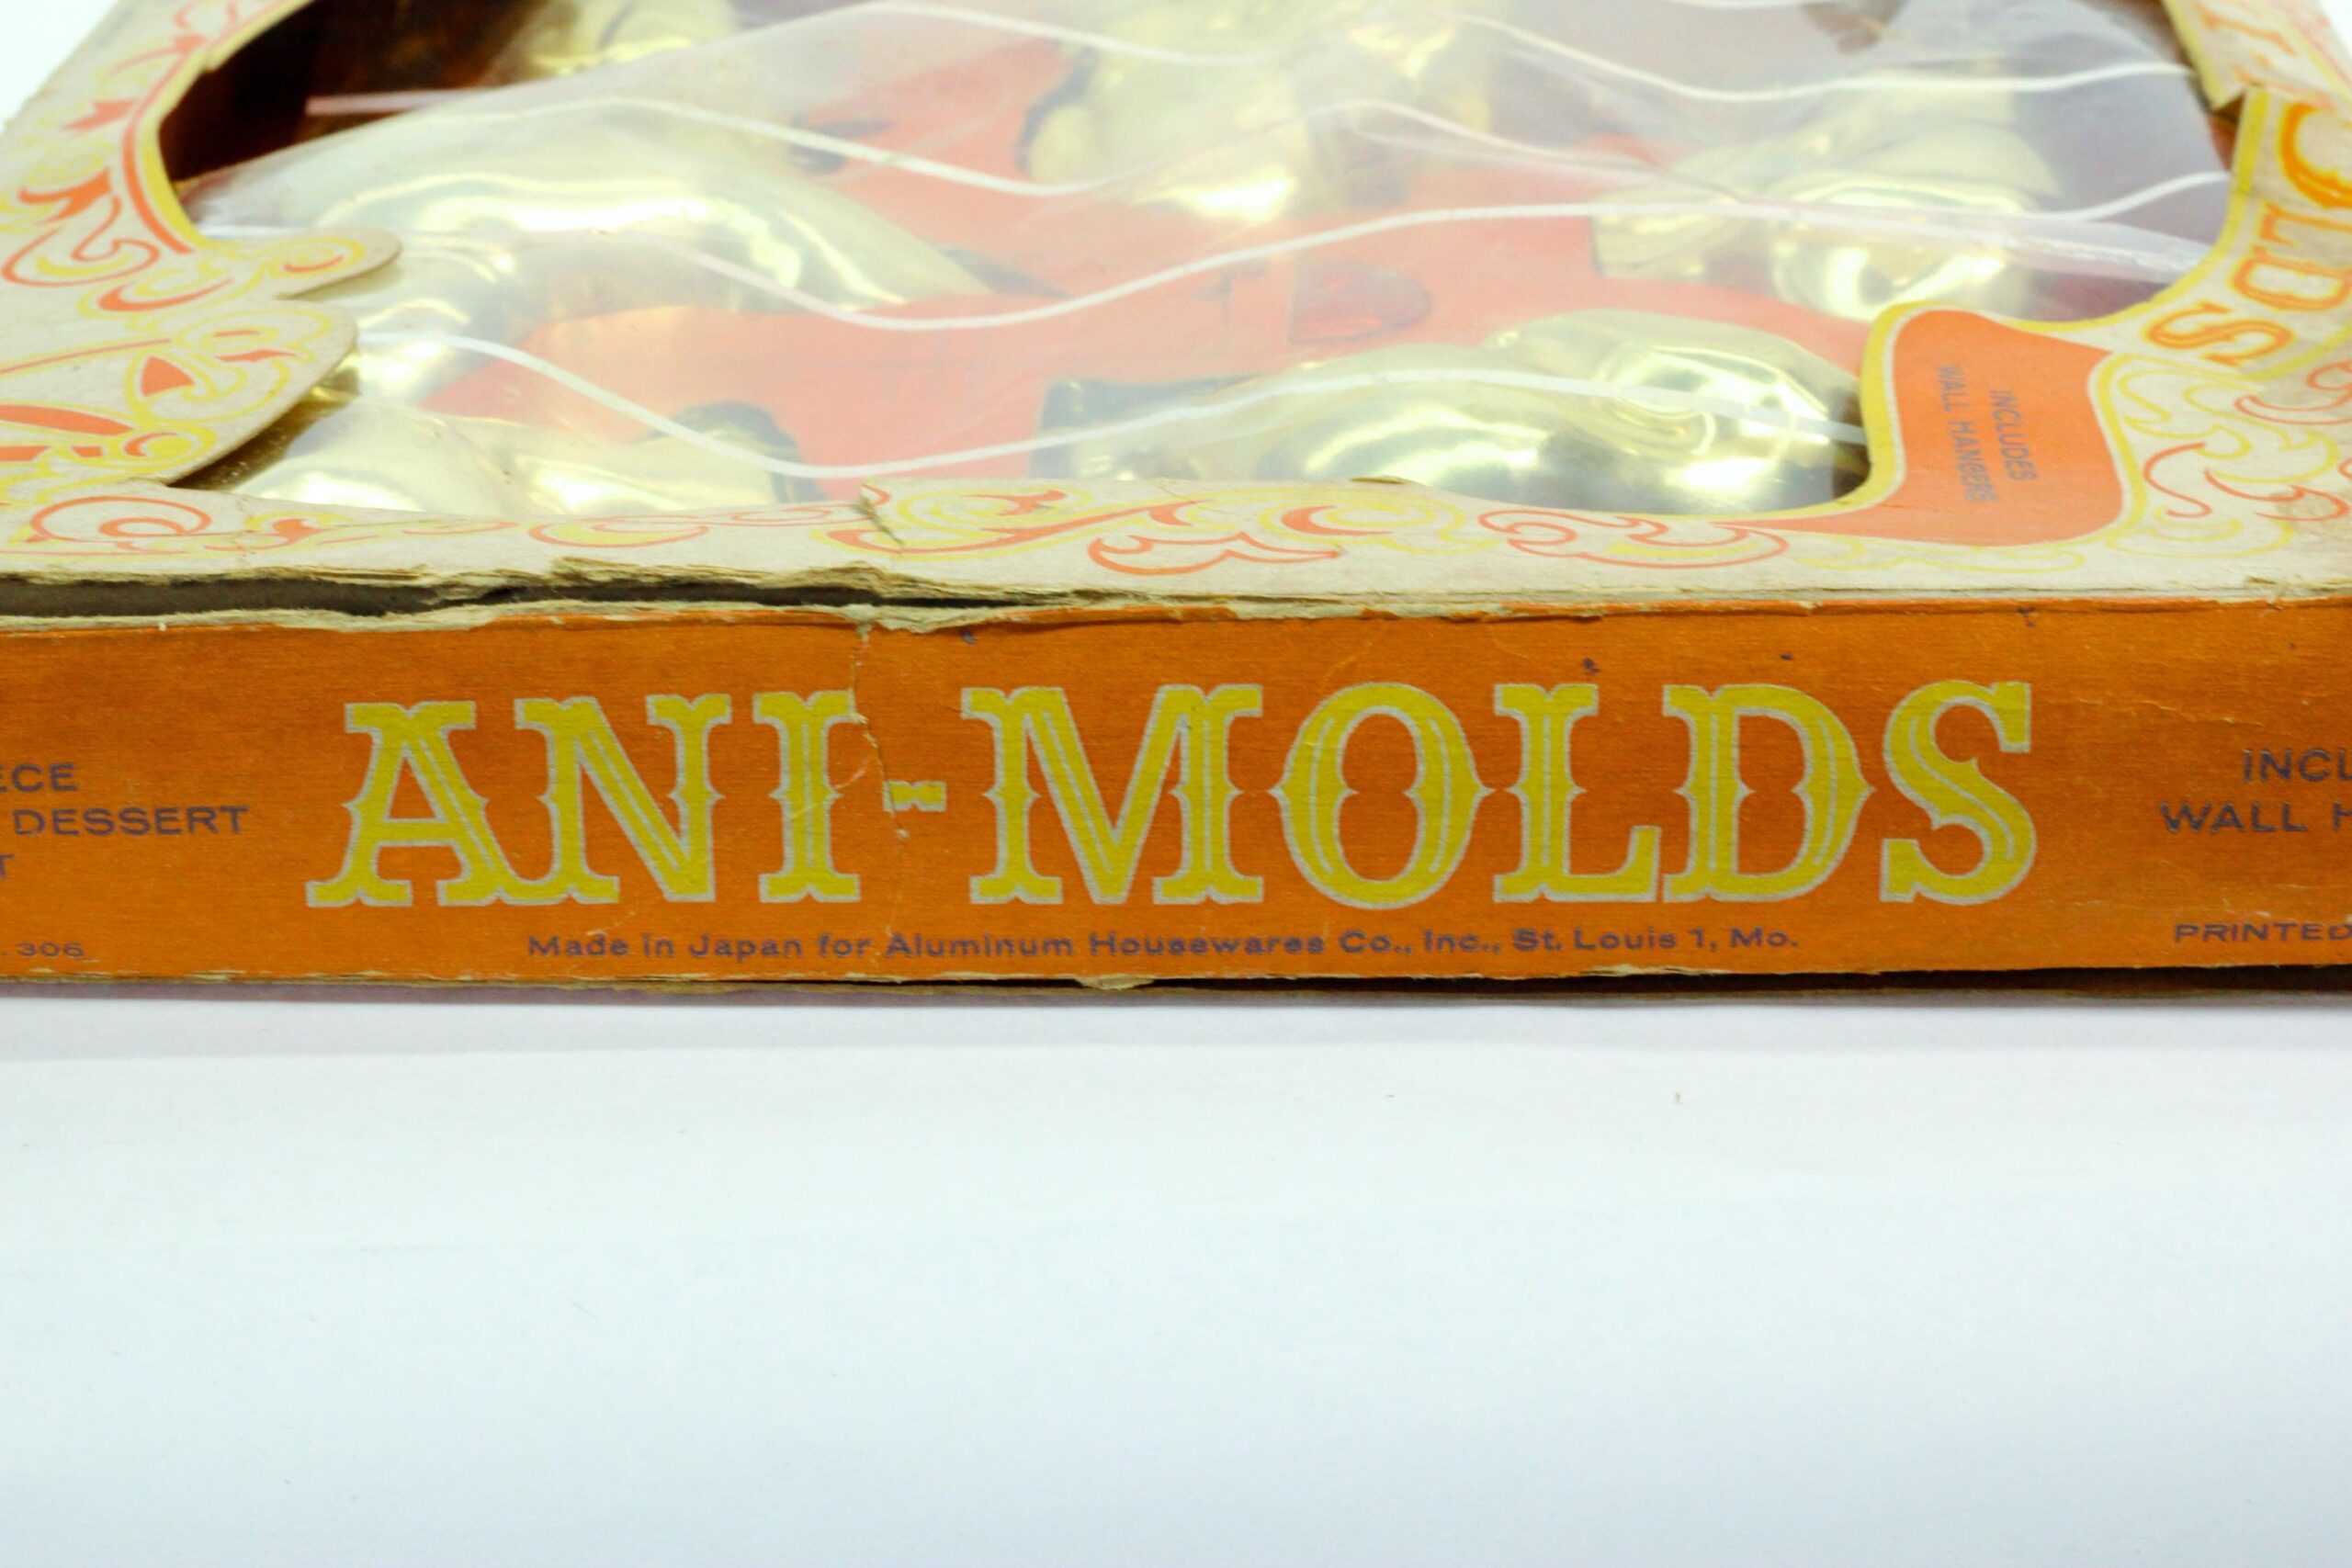 OLDS
INCLUDES
WALL HANGERS
ECE
DESSERT
T
. 306
ANI-MOLDS
Made in Japan for Aluminum Housewares Co., Inc., St. Louis 1, Mo.
INCL
WALL H
PRINTED